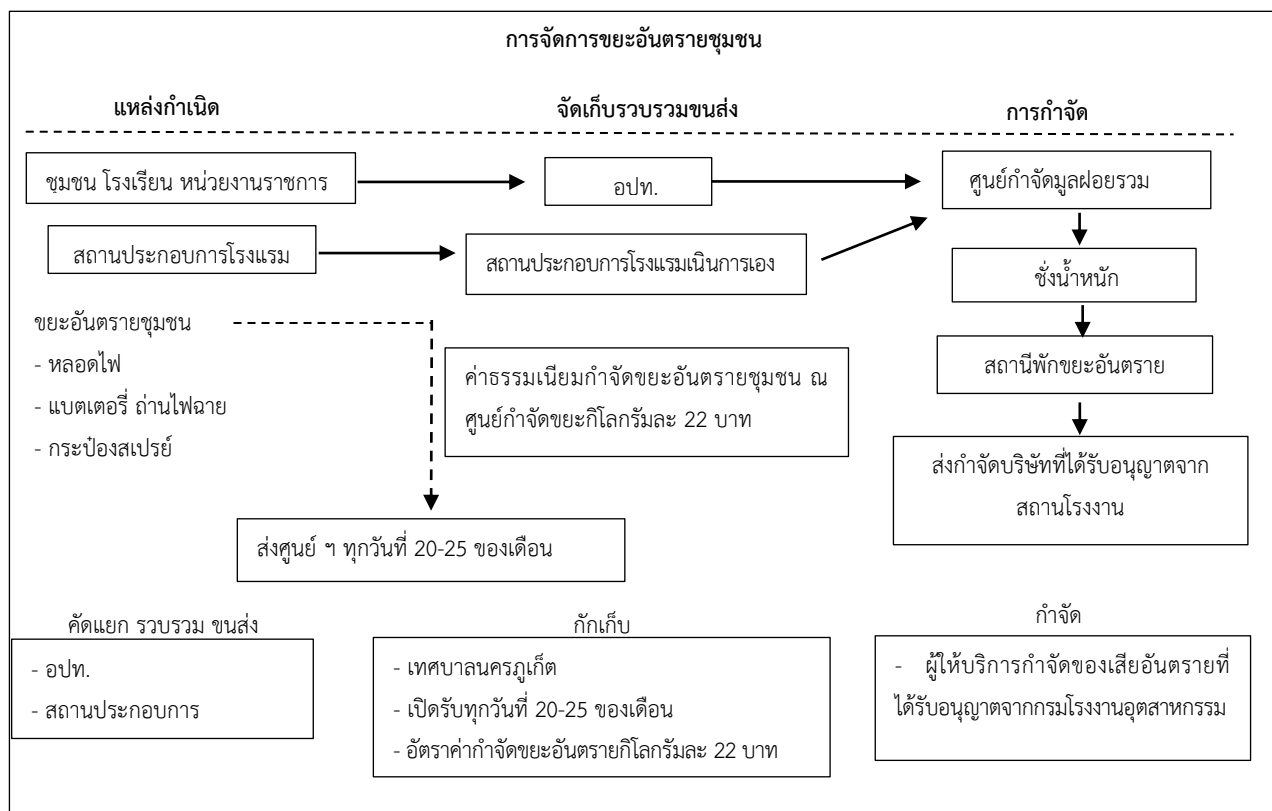 การจัดการขยะอันตรายชุมชน
แหล่งกำเนิด
จัดเก็บรวบรวมขนส่ง
การกำจัด
ชุมชน โรงเรียน หน่วยงานราชการ
อปท.
ศูนย์กำจัดมูลฝอยรวม
สถานประกอบการโรงแรม
สถานประกอบการโรงแรมเนินการเอง
ชั่งน้ำหนัก
ขยะอันตรายชุมชน
- หลอดไฟ
- แบตเตอรี่ ถ่านไฟฉาย
- กระป๋องสเปรย์
ค่าธรรมเนียมกำจัดขยะอันตรายชุมชน ณ
ศูนย์กำจัดขยะกิโลกรัมละ 22 บาท
สถานีพักขยะอันตราย
ส่งกำจัดบริษัทที่ได้รับอนุญาตจาก
สถานโรงงาน
ส่งศูนย์ ฯ ทุกวันที่ 20-25 ของเดือน
คัดแยก รวบรวม ขนส่ง
- อปท.
- สถานประกอบการ
กักเก็บ
- เทศบาลนครภูเก็ต
- เปิดรับทุกวันที่ 20-25 ของเดือน
- อัตราค่ากำจัดขยะอันตรายกิโลกรัมละ 22 บาท
กำจัด
- ผู้ให้บริการกำจัดของเสียอันตรายที่
ได้รับอนุญาตจากกรมโรงงานอุตสาหกรรม